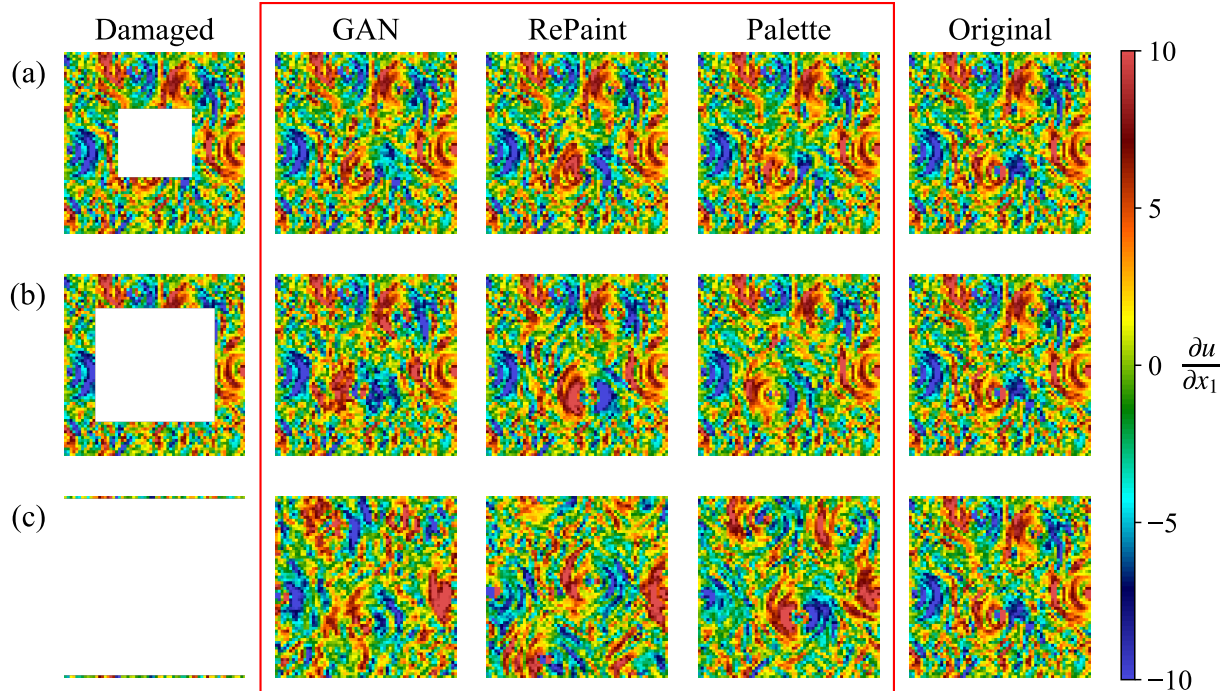 Damaged GAN RePaint Palette Original
(a)
(b)
(c)
10
5
0
−5
−10
∂u
∂x₁